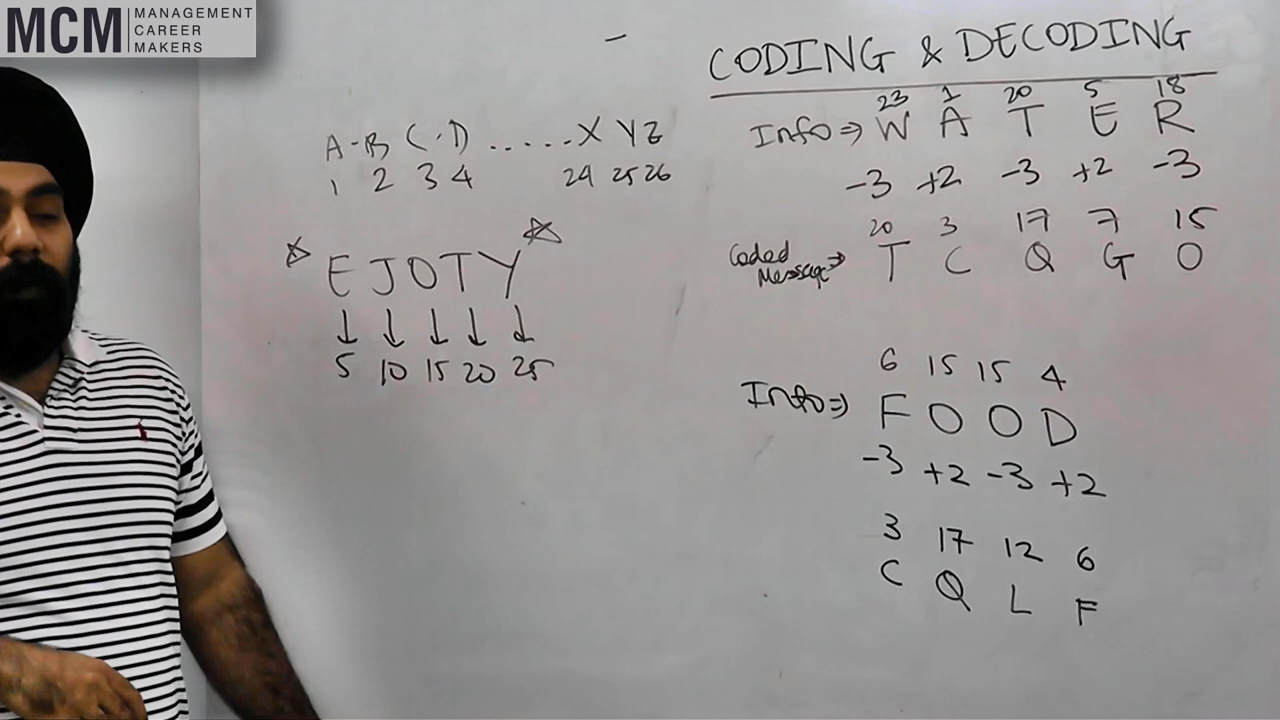 MCM MANAGEMENT
CAREER
MAKERS
CODING & DECODING
A-B C-D ......X Y Z
1 2 3 4 24 25 26
☆ E J O T Y ☆
↓ ↓ ↓ ↓ ↓
5 10 15 20 25
23 1 20 5 18
Info ⇒ W A T E R
-3 +2 -3 +2 -3
20 3 17 7 15
Coded
Message ⇒ T C Q G O
6 15 15 4
Info ⇒ F O O D
-3 +2 -3 +2
3 17 12 6
C Q L F